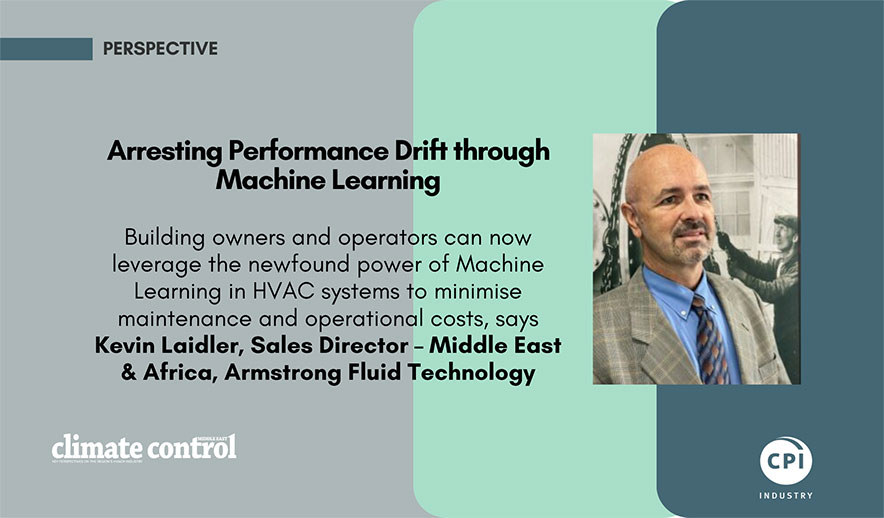 PERSPECTIVE
Arresting Performance Drift through
Machine Learning
Building owners and operators can now
leverage the newfound power of Machine
Learning in HVAC systems to minimise
maintenance and operational costs, says
Kevin Laidler, Sales Director – Middle East
& Africa, Armstrong Fluid Technology
MIDDLE EAST
climate control
CPI
INDUSTRY